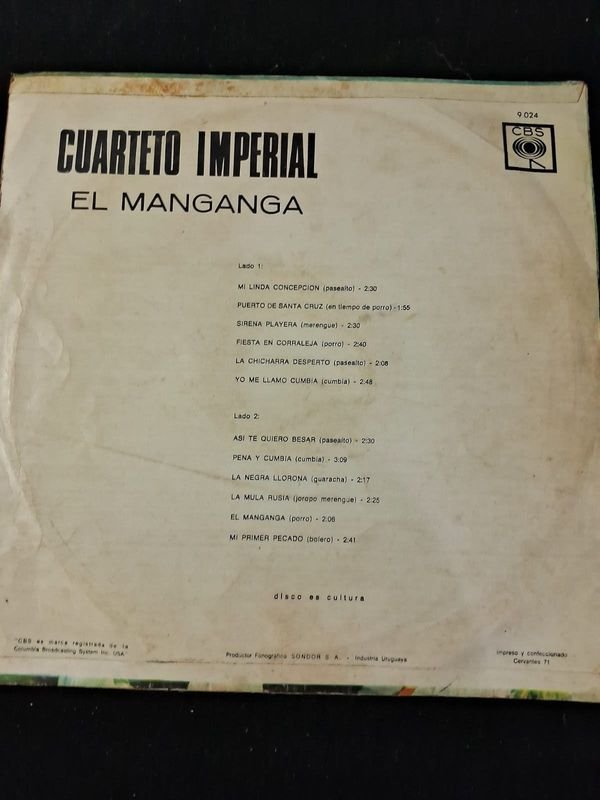 9 024
CBS
CUARTETO IMPERIAL
EL MANGANGA
Lado 1:
MI LINDA CONCEPCION (paseaito) - 2:30
PUERTO DE SANTA CRUZ (en tiempo de porro) - 1:55
SIRENA PLAYERA (merengue) - 2:30
FIESTA EN CORRALEJA (porro) - 2:40
LA CHICHARRA DESPERTO (paseaito) - 2:08
YO ME LLAMO CUMBIA (cumbia) - 2:48
Lado 2:
ASI TE QUIERO BESAR (paseaito) - 2:30
PENA Y CUMBIA (cumbia) - 3:09
LA NEGRA LLORONA (guaracha) - 2:17
LA MULA RUSIA (joropo merengue) - 2:25
EL MANGANGA (porro) - 2:06
MI PRIMER PECADO (bolero) - 2:41
disco es cultura
"CBS es marca registrada de la
Columbia Broadcasting System Inc. USA"
Productor Fonográfico SONDOR S. A. - Industria Uruguaya
Impreso y confeccionado
Cervantes 71